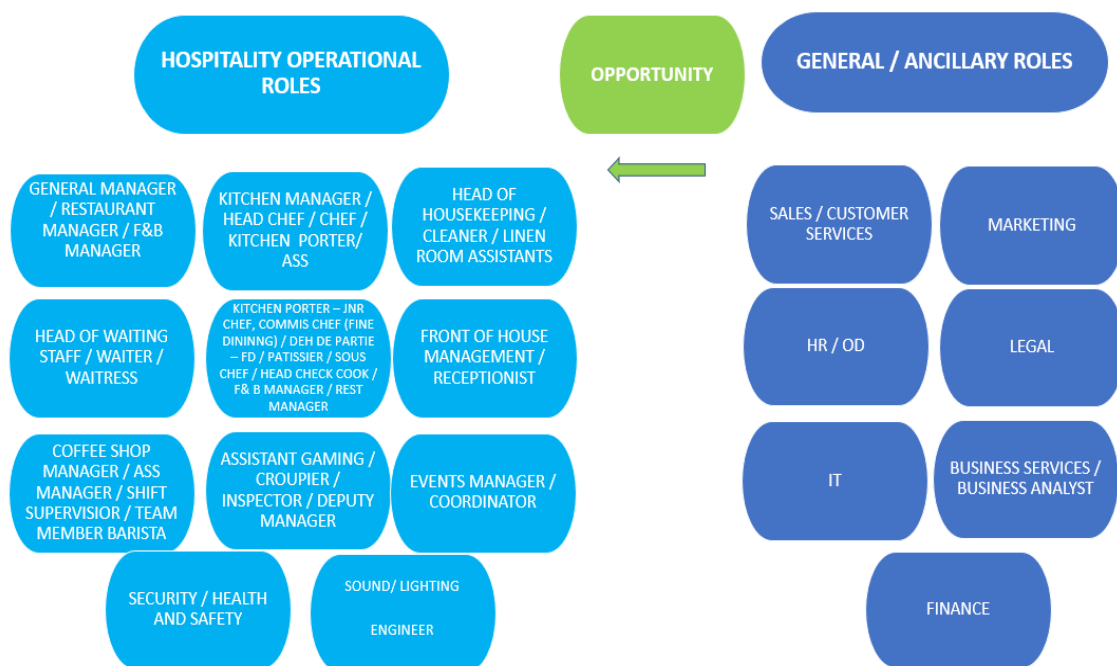 HOSPITALITY OPERATIONAL
ROLES
OPPORTUNITY
GENERAL / ANCILLARY ROLES
GENERAL MANAGER
/ RESTAURANT
MANAGER / F&B
MANAGER
KITCHEN MANAGER /
HEAD CHEF / CHEF /
KITCHEN PORTER/
ASS
HEAD OF
HOUSEKEEPING /
CLEANER / LINEN
ROOM ASSISTANTS
SALES / CUSTOMER
SERVICES
MARKETING
HEAD OF WAITING
STAFF / WAITER /
WAITRESS
KITCHEN PORTER – JNR
CHEF, COMMIS CHEF (FINE
DININNG) / DEH DE PARTIE
– FD / PATISSIER / SOUS
CHEF / HEAD CHECK COOK /
F& B MANAGER / REST
MANAGER
FRONT OF HOUSE
MANAGEMENT /
RECEPTIONIST
HR / OD
LEGAL
COFFEE SHOP
MANAGER / ASS
MANAGER / SHIFT
SUPERVISIOR / TEAM
MEMBER BARISTA
ASSISTANT GAMING /
CROUPIER /
INSPECTOR / DEPUTY
MANAGER
EVENTS MANAGER /
COORDINATOR
IT
BUSINESS SERVICES /
BUSINESS ANALYST
SECURITY / HEALTH
AND SAFETY
SOUND/ LIGHTING
ENGINEER
FINANCE